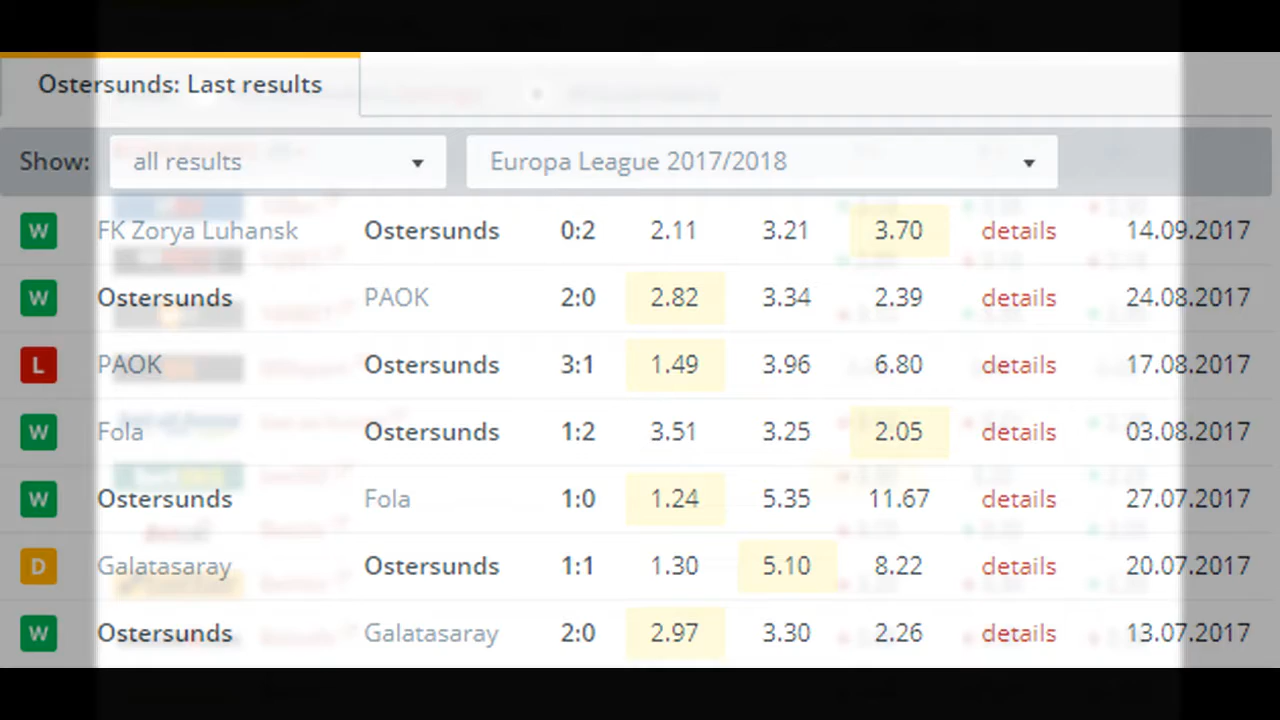 Ostersunds: Last results
Show: all results Europa League 2017/2018
W FK Zorya Luhansk Ostersunds 0:2 2.11 3.21 3.70 details 14.09.2017
W Ostersunds PAOK 2:0 2.82 3.34 2.39 details 24.08.2017
L PAOK Ostersunds 3:1 1.49 3.96 6.80 details 17.08.2017
W Fola Ostersunds 1:2 3.51 3.25 2.05 details 03.08.2017
W Ostersunds Fola 1:0 1.24 5.35 11.67 details 27.07.2017
D Galatasaray Ostersunds 1:1 1.30 5.10 8.22 details 20.07.2017
W Ostersunds Galatasaray 2:0 2.97 3.30 2.26 details 13.07.2017